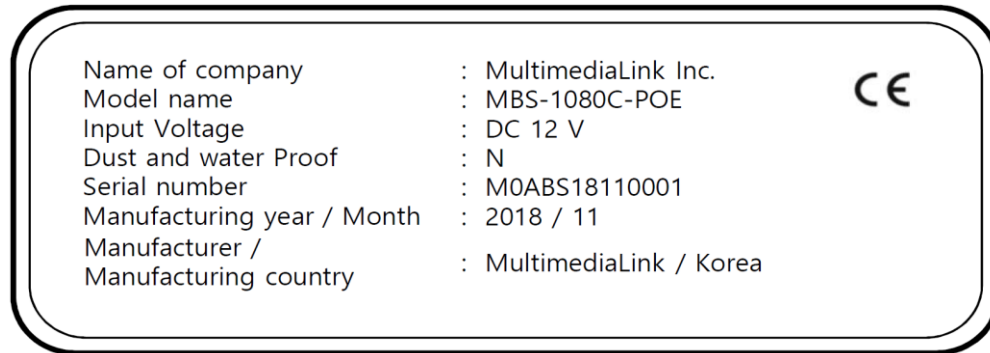 Name of company : MultimediaLink Inc.
Model name : MBS-1080C-POE
Input Voltage : DC 12 V
Dust and water Proof : N
Serial number : M0ABS18110001
Manufacturing year / Month : 2018 / 11
Manufacturer /
Manufacturing country : MultimediaLink / Korea
CE